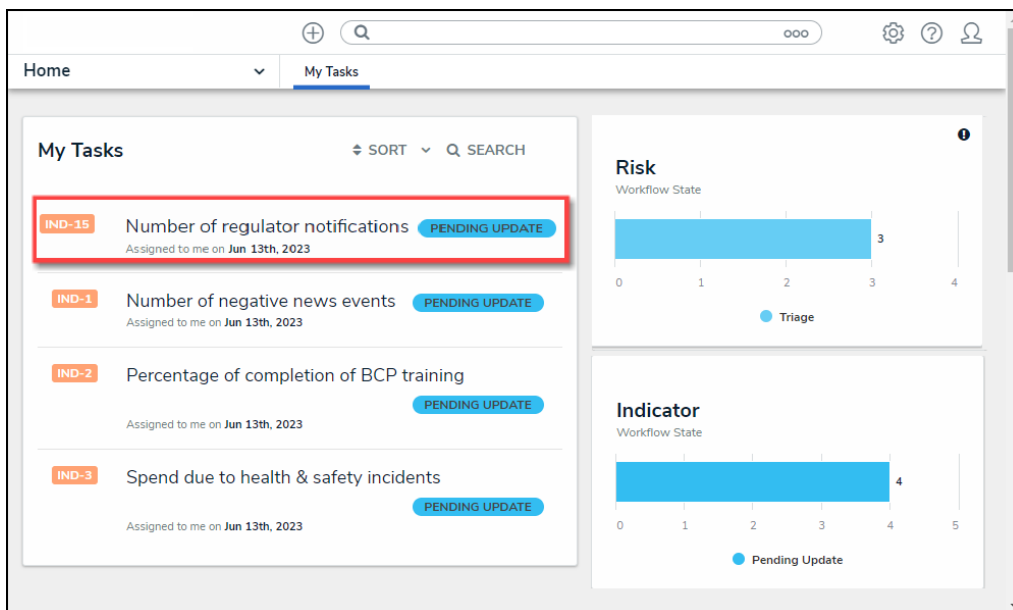 Home
My Tasks
My Tasks
SORT
SEARCH
IND-15
Number of regulator notifications
PENDING UPDATE
Assigned to me on Jun 13th, 2023
IND-1
Number of negative news events
PENDING UPDATE
Assigned to me on Jun 13th, 2023
IND-2
Percentage of completion of BCP training
PENDING UPDATE
Assigned to me on Jun 13th, 2023
IND-3
Spend due to health & safety incidents
PENDING UPDATE
Assigned to me on Jun 13th, 2023
Risk
Workflow State
3
0 1 2 3 4
Triage
Indicator
Workflow State
4
0 1 2 3 4 5
Pending Update